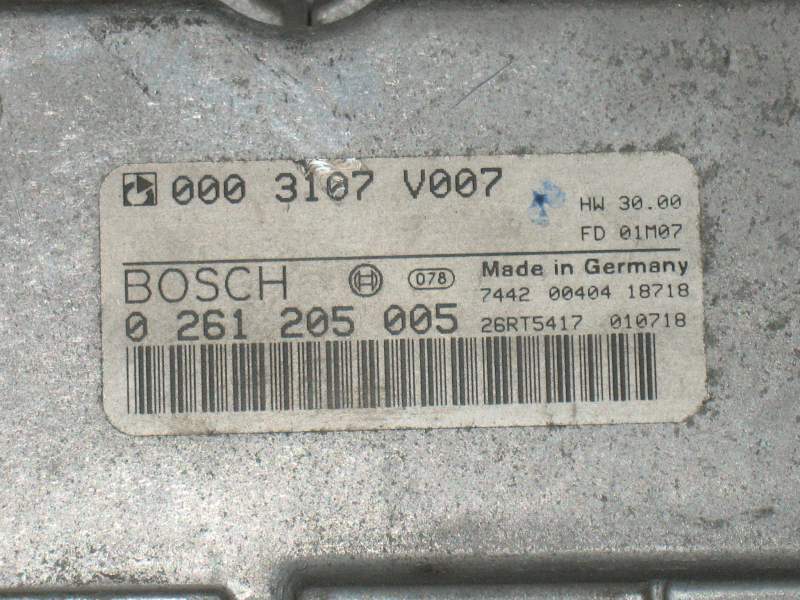 000 3107 V007
HW 30.00
FD 01M07
BOSCH 078 Made in Germany
7442 00404 18718
0 261 205 005 26RT5417 010718